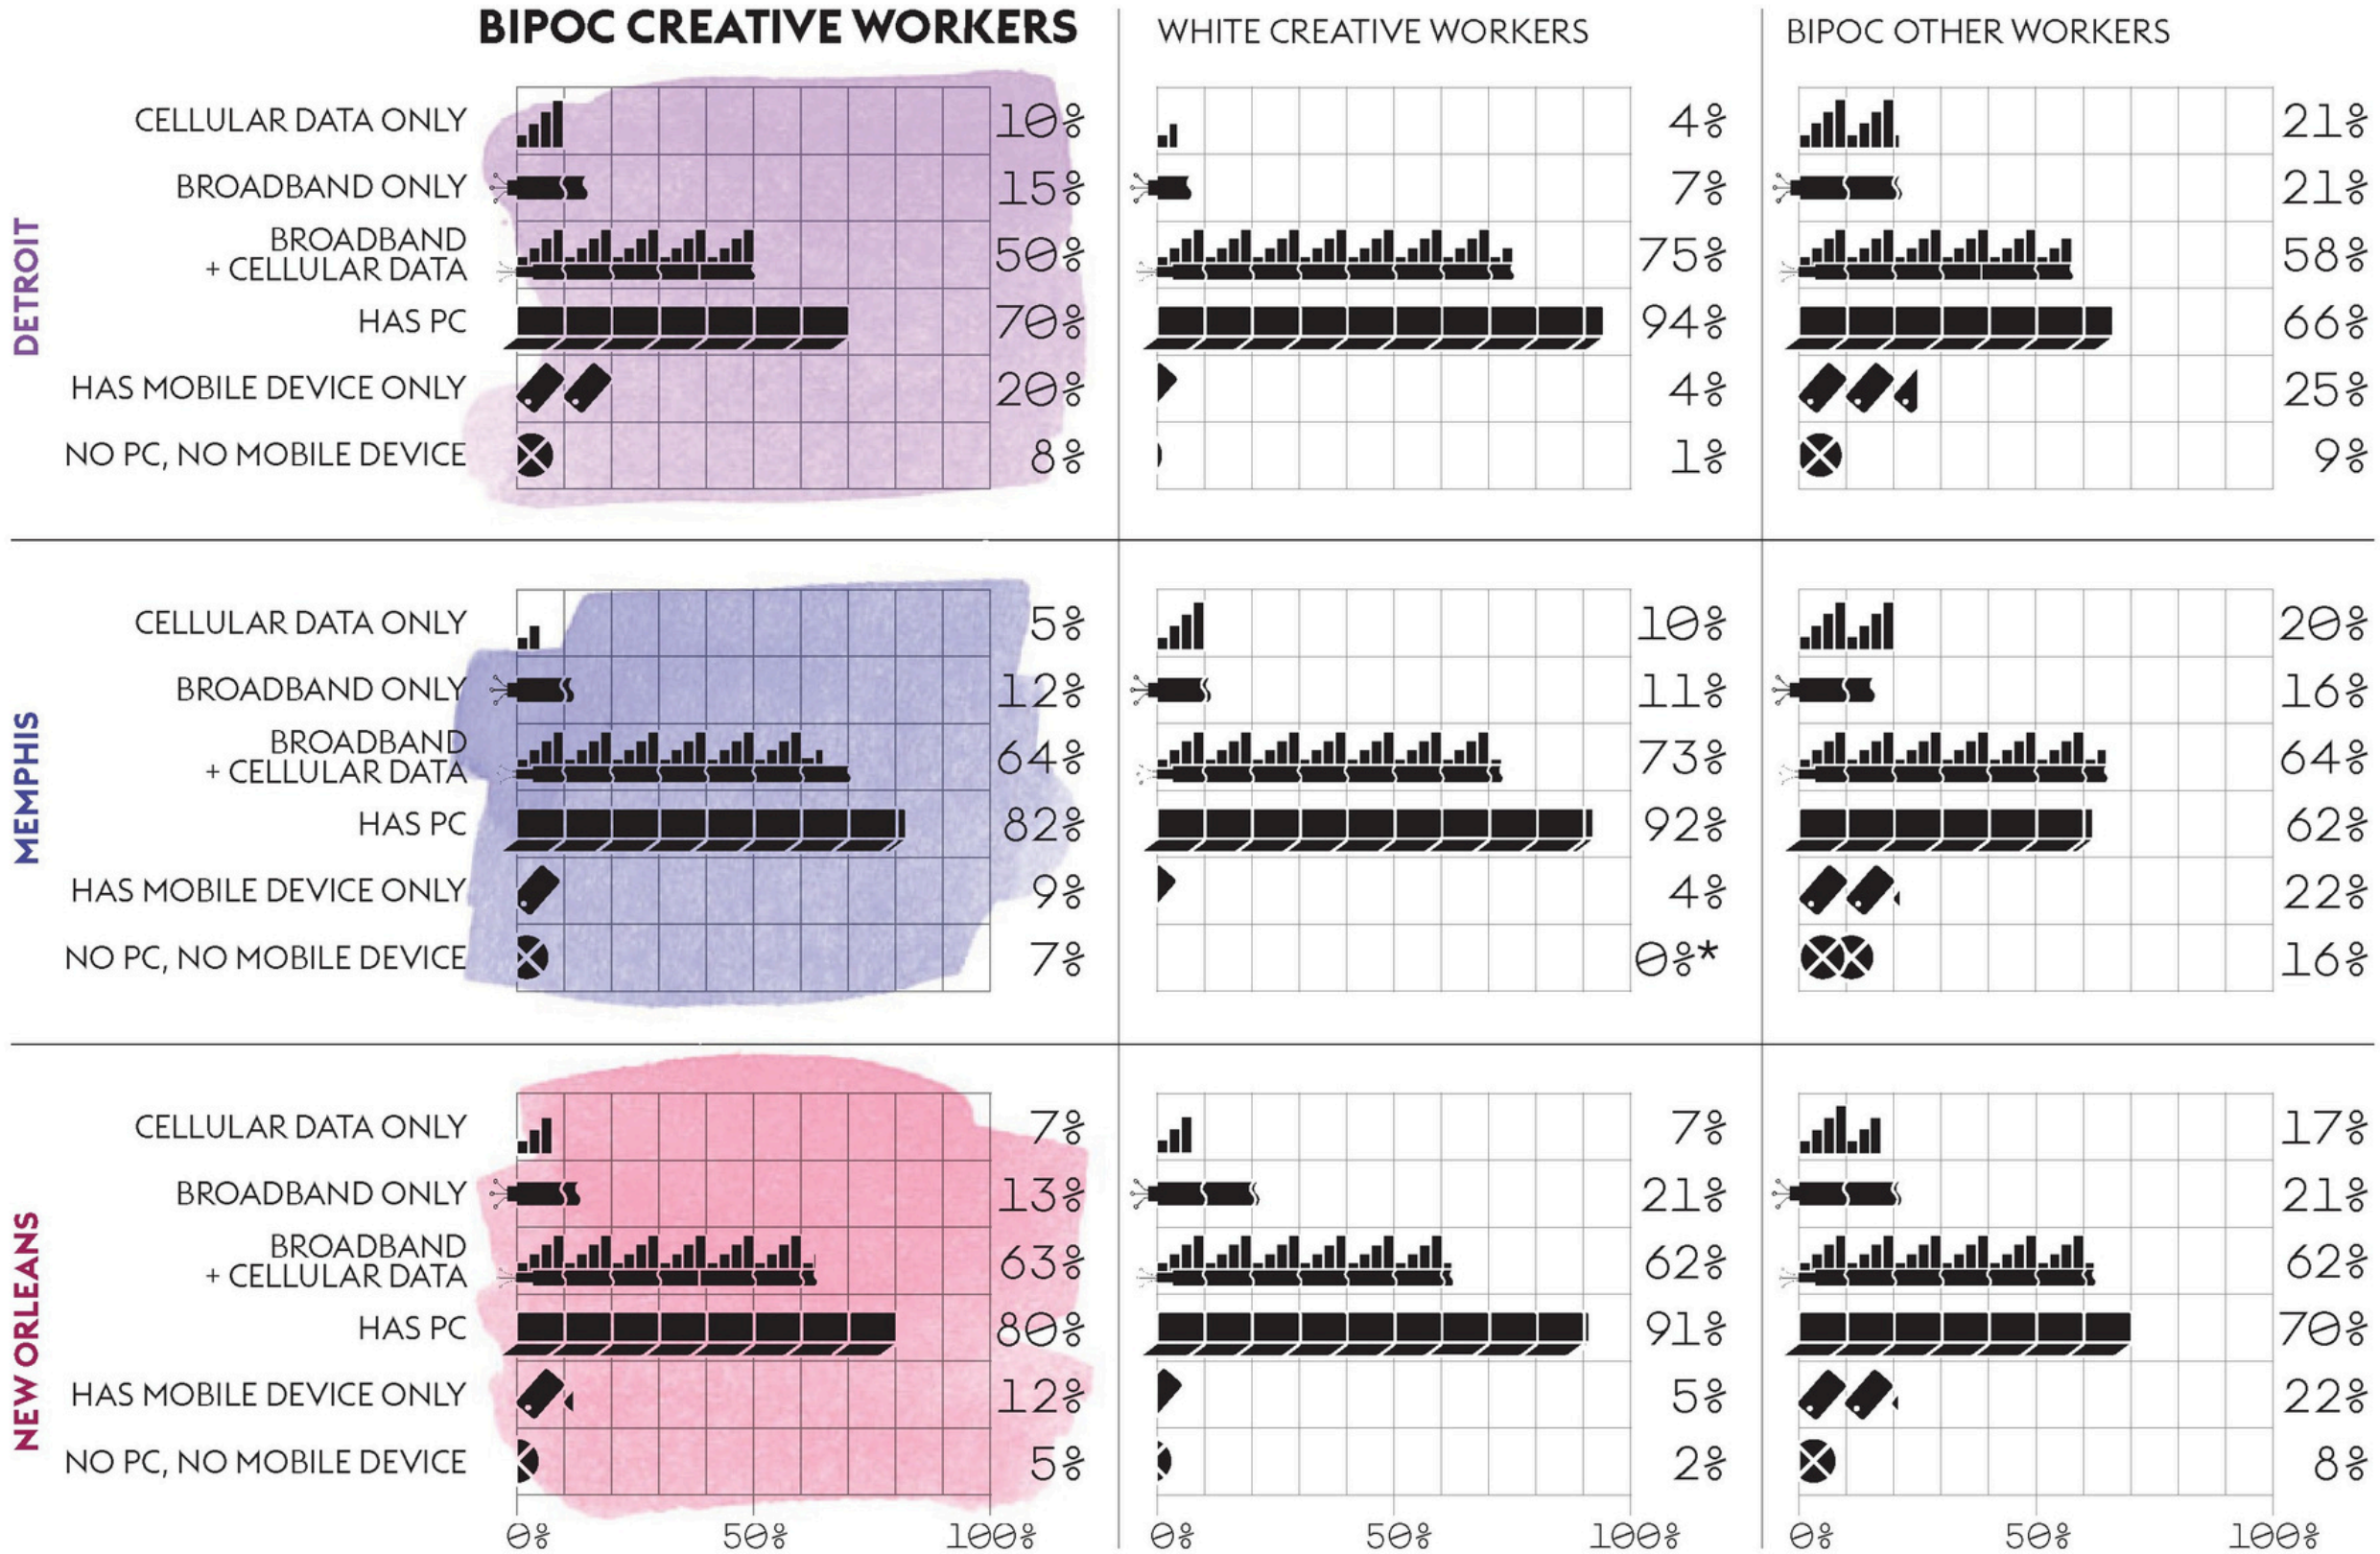 BIPOC CREATIVE WORKERS
WHITE CREATIVE WORKERS
BIPOC OTHER WORKERS
DETROIT
CELLULAR DATA ONLY 10% 4% 21%
BROADBAND ONLY 15% 7% 21%
BROADBAND
+ CELLULAR DATA 50% 75% 58%
HAS PC 70% 94% 66%
HAS MOBILE DEVICE ONLY 20% 4% 25%
NO PC, NO MOBILE DEVICE 8% 1% 9%
MEMPHIS
CELLULAR DATA ONLY 5% 10% 20%
BROADBAND ONLY 12% 11% 16%
BROADBAND
+ CELLULAR DATA 64% 73% 64%
HAS PC 82% 92% 62%
HAS MOBILE DEVICE ONLY 9% 4% 22%
NO PC, NO MOBILE DEVICE 7% 0%* 16%
NEW ORLEANS
CELLULAR DATA ONLY 7% 7% 17%
BROADBAND ONLY 13% 21% 21%
BROADBAND
+ CELLULAR DATA 63% 62% 62%
HAS PC 80% 91% 70%
HAS MOBILE DEVICE ONLY 12% 5% 22%
NO PC, NO MOBILE DEVICE 5% 2% 8%
0% 50% 100% 0% 50% 100% 0% 50% 100%